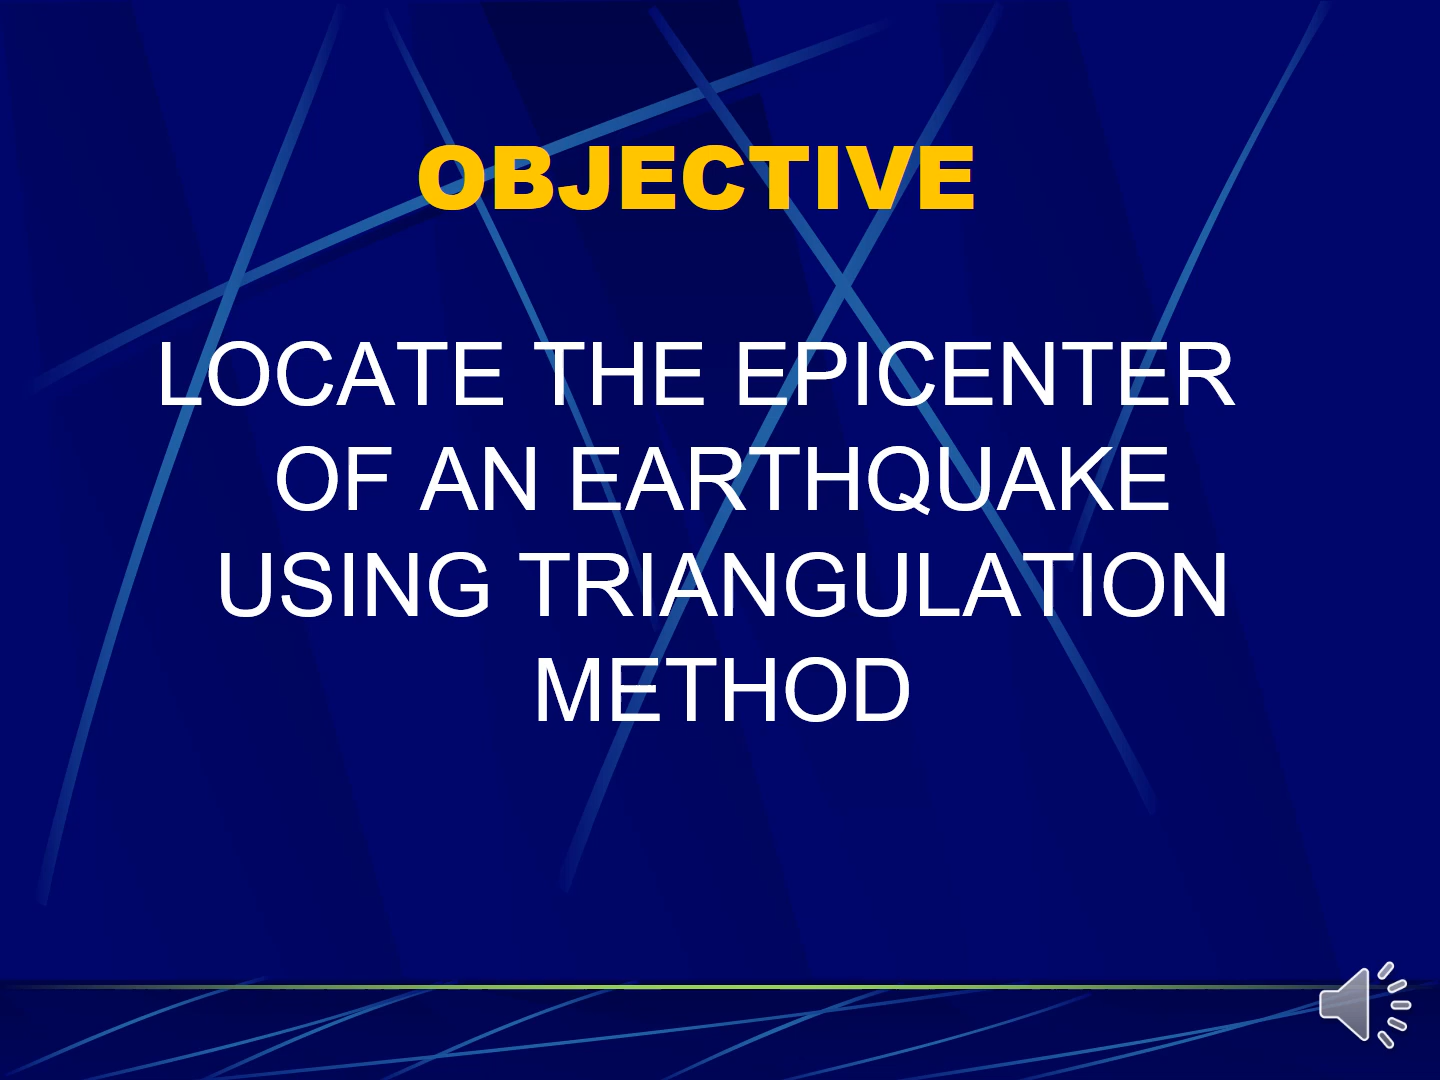 OBJECTIVE
LOCATE THE EPICENTER
OF AN EARTHQUAKE
USING TRIANGULATION
METHOD